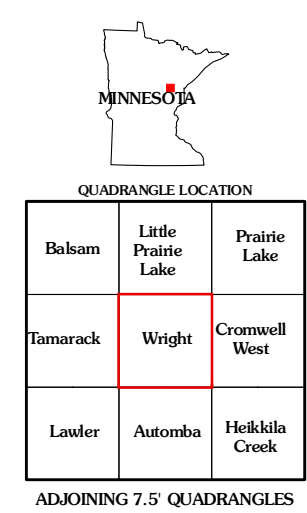 MINNESOTA
QUADRANGLE LOCATION
Balsam
Little
Prairie
Lake
Prairie
Lake
Tamarack
Wright
Cromwell
West
Lawler
Automba
Heikkila
Creek
ADJOINING 7.5' QUADRANGLES